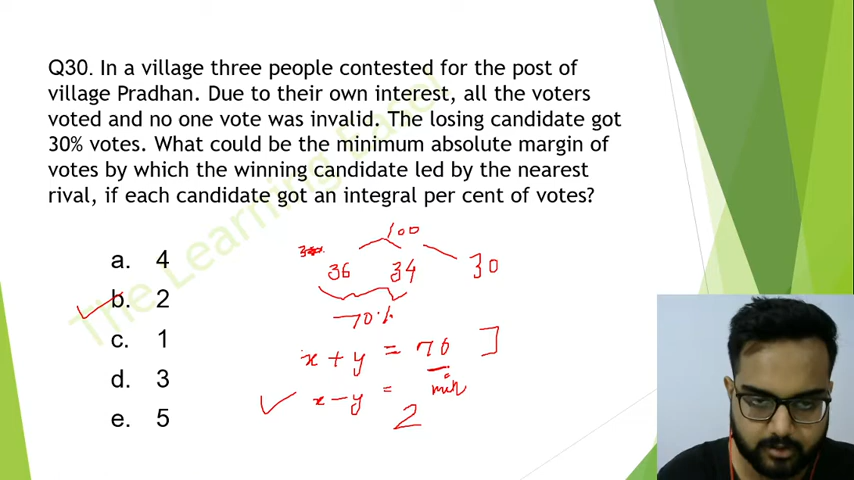 Q30. In a village three people contested for the post of
village Pradhan. Due to their own interest, all the voters
voted and no one vote was invalid. The losing candidate got
30% votes. What could be the minimum absolute margin of
votes by which the winning candidate led by the nearest
rival, if each candidate got an integral per cent of votes?
100
36 34 30
70%
x + y = 70
x - y = min
2
a. 4
b. 2
c. 1
d. 3
e. 5
The Learning